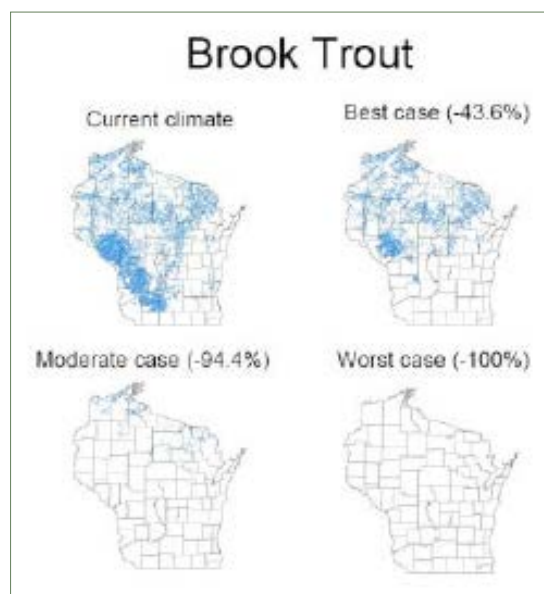 Brook Trout
Current climate
Best case (-43.6%)
Moderate case (-94.4%)
Worst case (-100%)